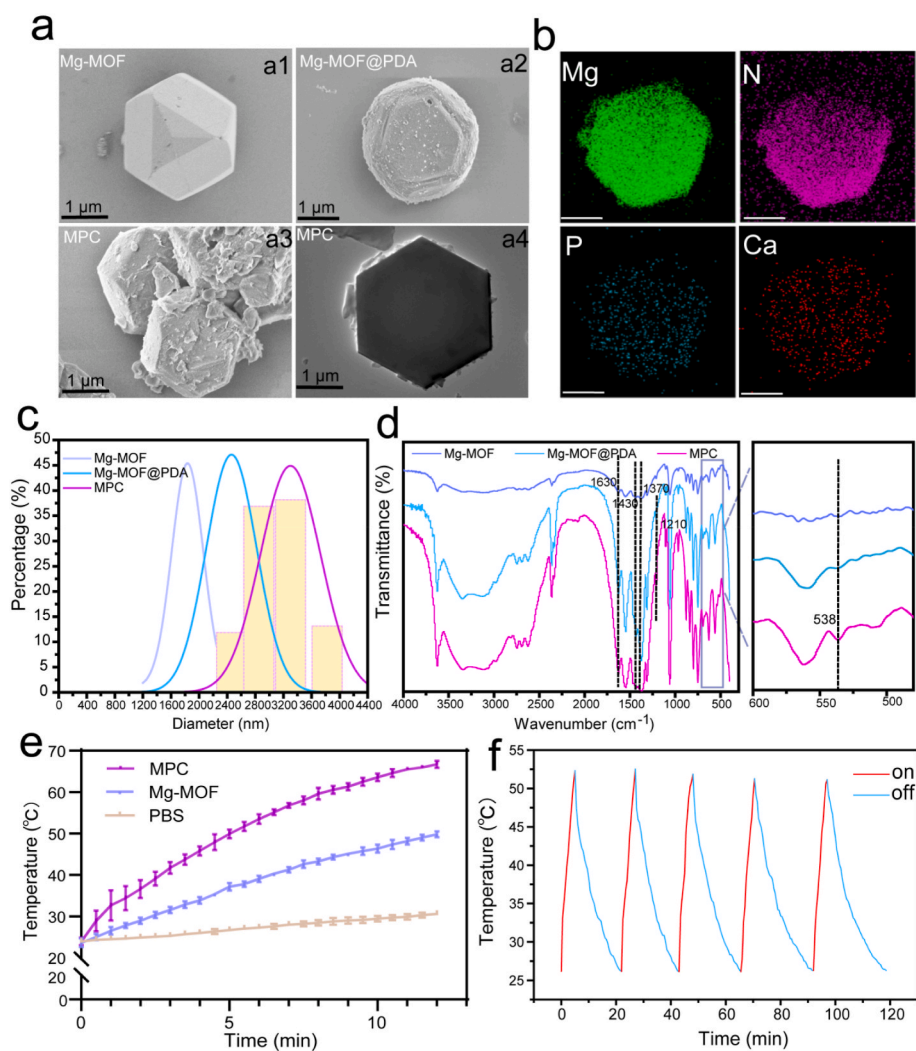 a
Mg-MOF
a1
Mg-MOF@PDA
a2
1 μm
1 μm
MPC
a3
MPC
a4
1 μm
1 μm
b
Mg
N
P
Ca
c
50
45
40
35
30
25
20
15
10
5
0
Percentage (%)
Mg-MOF
Mg-MOF@PDA
MPC
0 400 1200 1600 2000 2400 2800 3200 3600 4000 4400
Diameter (nm)
d
Mg-MOF
Mg-MOF@PDA
MPC
Transmittance (%)
1630
1430
1370
1210
4000 3500 3000 2500 2000 1500 1000 500
Wavenumber (cm⁻¹)
538
600 550 500
e
70
60
50
40
30
20
20
0
Temperature (℃)
MPC
Mg-MOF
PBS
0 5 10
Time (min)
f
55
50
45
40
35
30
25
Temperature (℃)
on
off
0 20 40 60 80 100 120
Time (min)